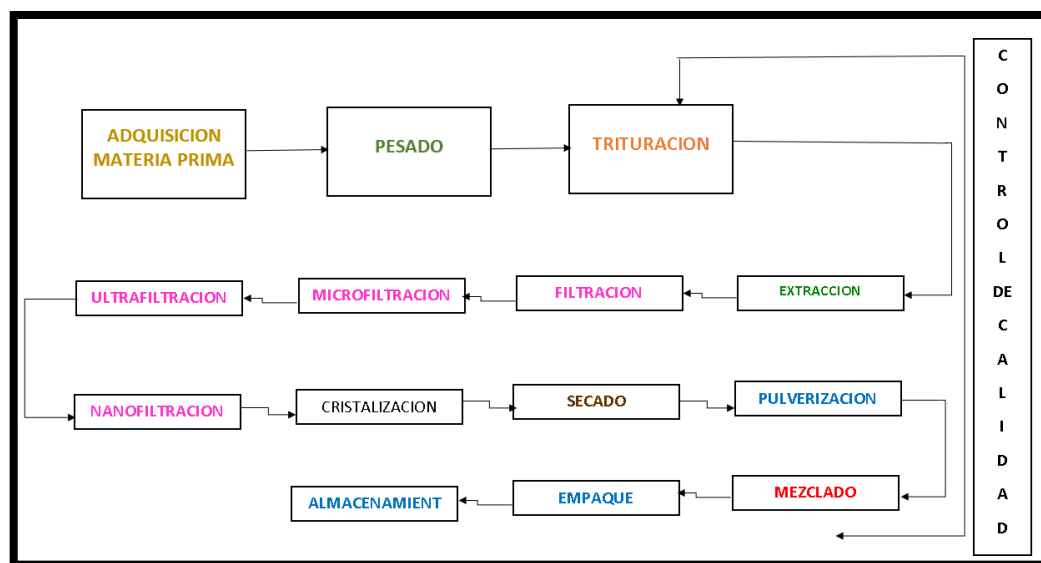 ADQUISICION
MATERIA PRIMA
PESADO
TRITURACION
ULTRAFILTRACION
MICROFILTRACION
FILTRACION
EXTRACCION
NANOFILTRACION
CRISTALIZACION
SECADO
PULVERIZACION
ALMACENAMIENT
EMPAQUE
MEZCLADO
C
O
N
T
R
O
L
DE
C
A
L
I
D
A
D